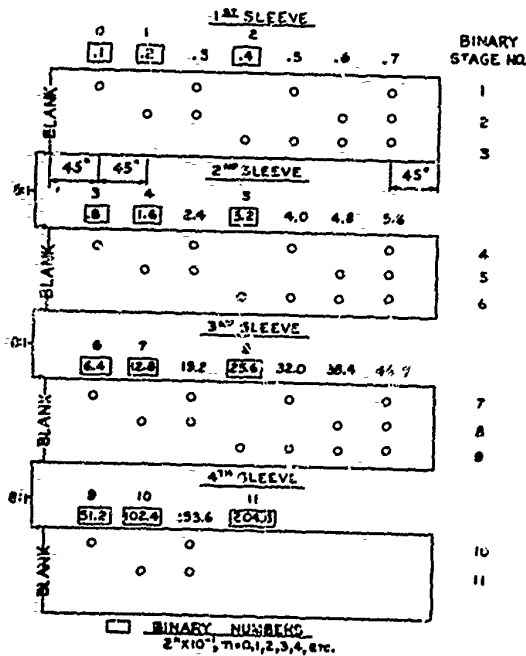 1ST SLEEVE
0 1 2
.1 .2 .3 .4 .5 .6 .7
BINARY STAGE NO.
BLANK
1
2
3
45° 45° 45°
2ND SLEEVE
8:1
3 4 5
.8 1.6 2.4 3.2 4.0 4.8 5.6
BLANK
4
5
6
3RD SLEEVE
8:1
6 7 8
6.4 12.8 19.2 25.6 32.0 38.4
BLANK
7
8
9
4TH SLEEVE
8:1
9 10 11
51.2 102.4 153.6
BLANK
10
11
BINARY NUMBERS
2ⁿX10⁻¹, n=0,1,2,3,4, ETC.